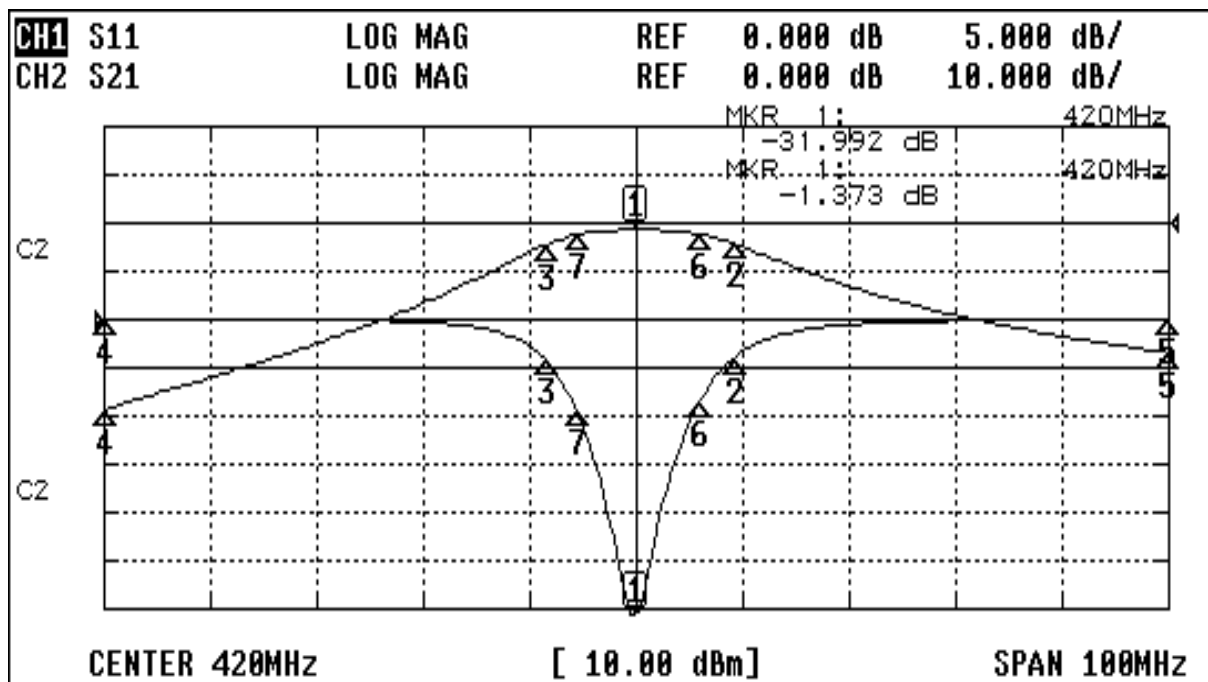 CH1 S11 LOG MAG REF 0.000 dB 5.000 dB/
CH2 S21 LOG MAG REF 0.000 dB 10.000 dB/
MKR 1: 420MHz
-31.992 dB
MKR 1: 420MHz
-1.373 dB
1
C2
3 7 6 2
4 5
3 2 5
4 7 6
C2
1
CENTER 420MHz [ 10.00 dBm] SPAN 100MHz